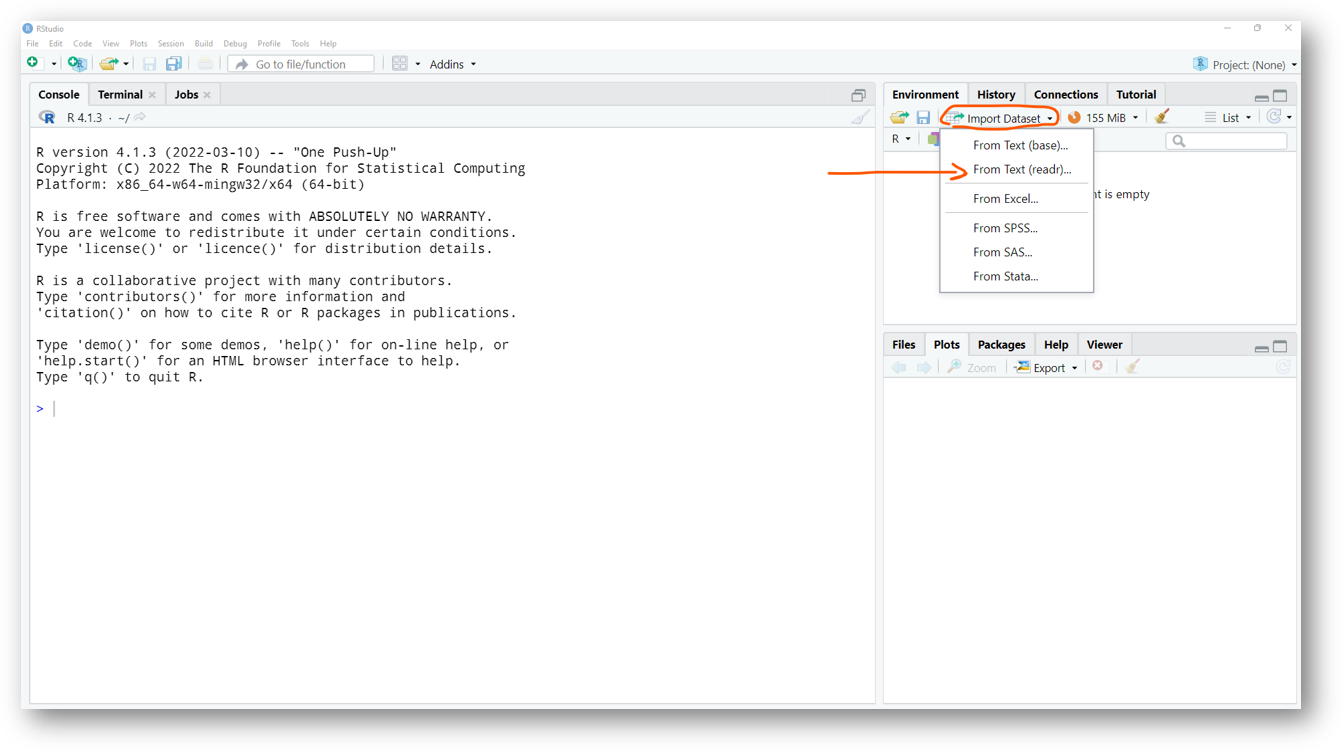 RStudio
File Edit Code View Plots Session Build Debug Profile Tools Help
Go to file/function Addins Project: (None)
Console Terminal Jobs
R 4.1.3 · ~/
R version 4.1.3 (2022-03-10) -- "One Push-Up"
Copyright (C) 2022 The R Foundation for Statistical Computing
Platform: x86_64-w64-mingw32/x64 (64-bit)
R is free software and comes with ABSOLUTELY NO WARRANTY.
You are welcome to redistribute it under certain conditions.
Type 'license()' or 'licence()' for distribution details.
R is a collaborative project with many contributors.
Type 'contributors()' for more information and
'citation()' on how to cite R or R packages in publications.
Type 'demo()' for some demos, 'help()' for on-line help, or
'help.start()' for an HTML browser interface to help.
Type 'q()' to quit R.
>
Environment History Connections Tutorial
Import Dataset 155 MiB List
R
From Text (base)...
From Text (readr)...
From Excel...
From SPSS...
From SAS...
From Stata...
nt is empty
Files Plots Packages Help Viewer
Zoom Export